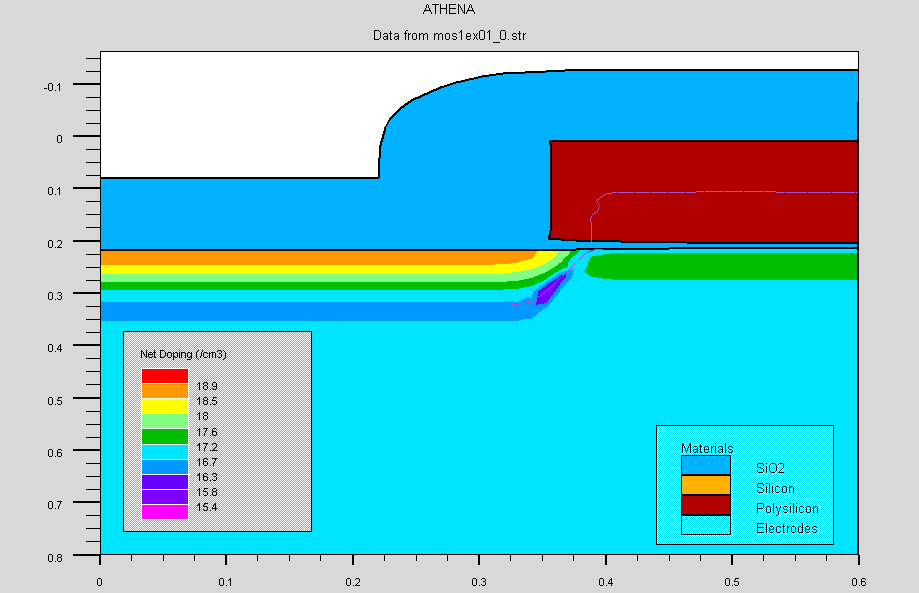 ATHENA
Data from mos1ex01_0.str
-0.1
0
0.1
0.2
0.3
0.4
0.5
0.6
0.7
0.8
Net Doping (/cm3)
18.9
18.5
18
17.6
17.2
16.7
16.3
15.8
15.4
Materials
SiO2
Silicon
Polysilicon
Electrodes
0 0.1 0.2 0.3 0.4 0.5 0.6